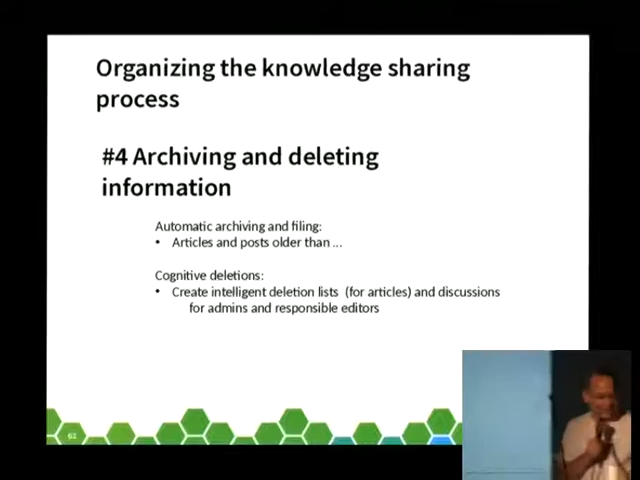 Organizing the knowledge sharing
process
#4 Archiving and deleting
information
Automatic archiving and filing:
• Articles and posts older than ...
Cognitive deletions:
• Create intelligent deletion lists (for articles) and discussions
for admins and responsible editors
62